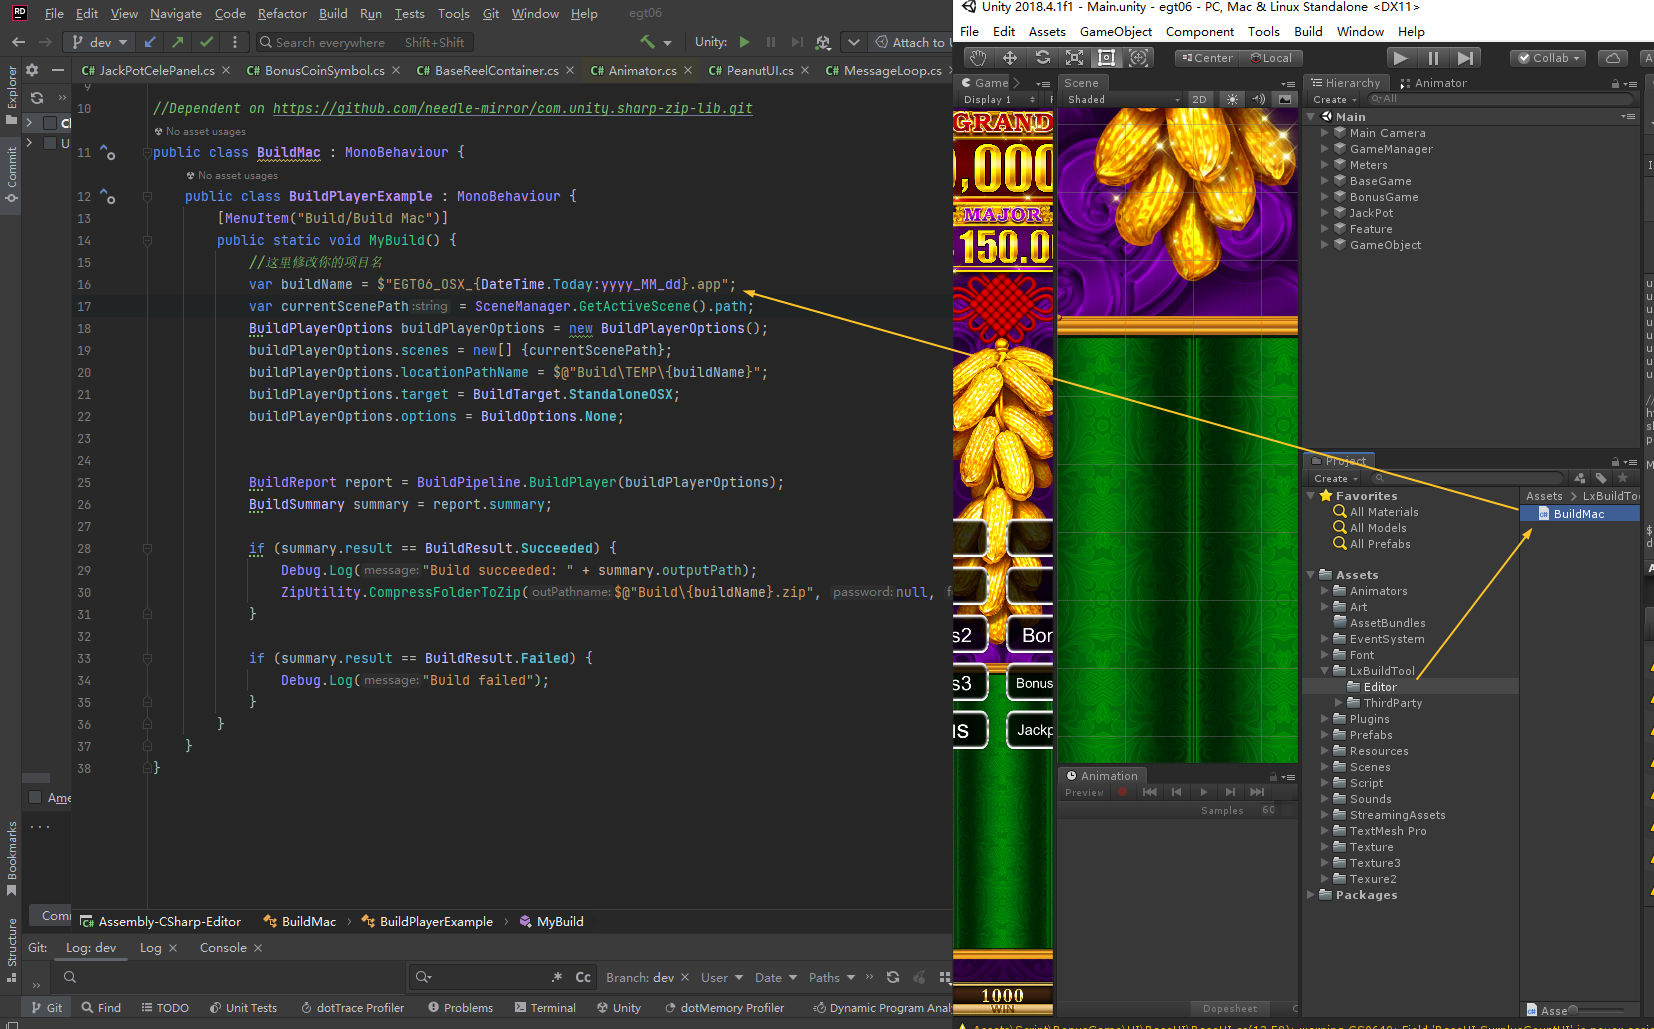 File Edit View Navigate Code Refactor Build Run Tests Tools Git Window Help egt06
dev Search everywhere Shift+Shift Unity: Attach to U
JackPotCelePanel.cs BonusCoinSymbol.cs BaseReelContainer.cs Animator.cs PeanutUI.cs MessageLoop.cs
9
10 //Dependent on https://github.com/needle-mirror/com.unity.sharp-zip-lib.git
No asset usages
11 public class BuildMac : MonoBehaviour {
No asset usages
12 public class BuildPlayerExample : MonoBehaviour {
13 [MenuItem("Build/Build Mac")]
14 public static void MyBuild() {
15 //这里修改你的项目名
16 var buildName = $"EGT06_OSX_{DateTime.Today:yyyy_MM_dd}.app";
17 var currentScenePath :string = SceneManager.GetActiveScene().path;
18 BuildPlayerOptions buildPlayerOptions = new BuildPlayerOptions();
19 buildPlayerOptions.scenes = new[] {currentScenePath};
20 buildPlayerOptions.locationPathName = $@"Build\TEMP\{buildName}";
21 buildPlayerOptions.target = BuildTarget.StandaloneOSX;
22 buildPlayerOptions.options = BuildOptions.None;
23
24
25 BuildReport report = BuildPipeline.BuildPlayer(buildPlayerOptions);
26 BuildSummary summary = report.summary;
27
28 if (summary.result == BuildResult.Succeeded) {
29 Debug.Log( message: "Build succeeded: " + summary.outputPath);
30 ZipUtility.CompressFolderToZip( outPathname: $@"Build\{buildName}.zip", password: null, f
31 }
32
33 if (summary.result == BuildResult.Failed) {
34 Debug.Log( message: "Build failed");
35 }
36 }
37 }
38 }
Explorer
Commit
Bookmarks
Structure
Ame
...
Comm
Assembly-CSharp-Editor BuildMac BuildPlayerExample MyBuild
Git: Log: dev Log Console
.* Cc Branch: dev User Date Paths
Git Find TODO Unit Tests dotTrace Profiler Problems Terminal Unity dotMemory Profiler Dynamic Program Anal
Unity 2018.4.1f1 - Main.unity - egt06 - PC, Mac & Linux Standalone <DX11>
File Edit Assets GameObject Component Tools Build Window Help
Center Local Collab
Game
Display 1
GRAND
0,000
MAJOR
150.0
s2 Bor
s3 Bonus
IS Jackp
1000
WIN
Scene
Shaded 2D
Animation
Preview
Samples 60
Dopesheet
Hierarchy Animator
Create All
Main
Main Camera
GameManager
Meters
BaseGame
BonusGame
JackPot
Feature
GameObject
Project
Create
Favorites
All Materials
All Models
All Prefabs
Assets
Animators
Art
AssetBundles
EventSystem
Font
LxBuildTool
Editor
ThirdParty
Plugins
Prefabs
Resources
Scenes
Script
Sounds
StreamingAssets
TextMesh Pro
Texture
Texture3
Texure2
Packages
Assets > LxBuildToo
BuildMac
Asse